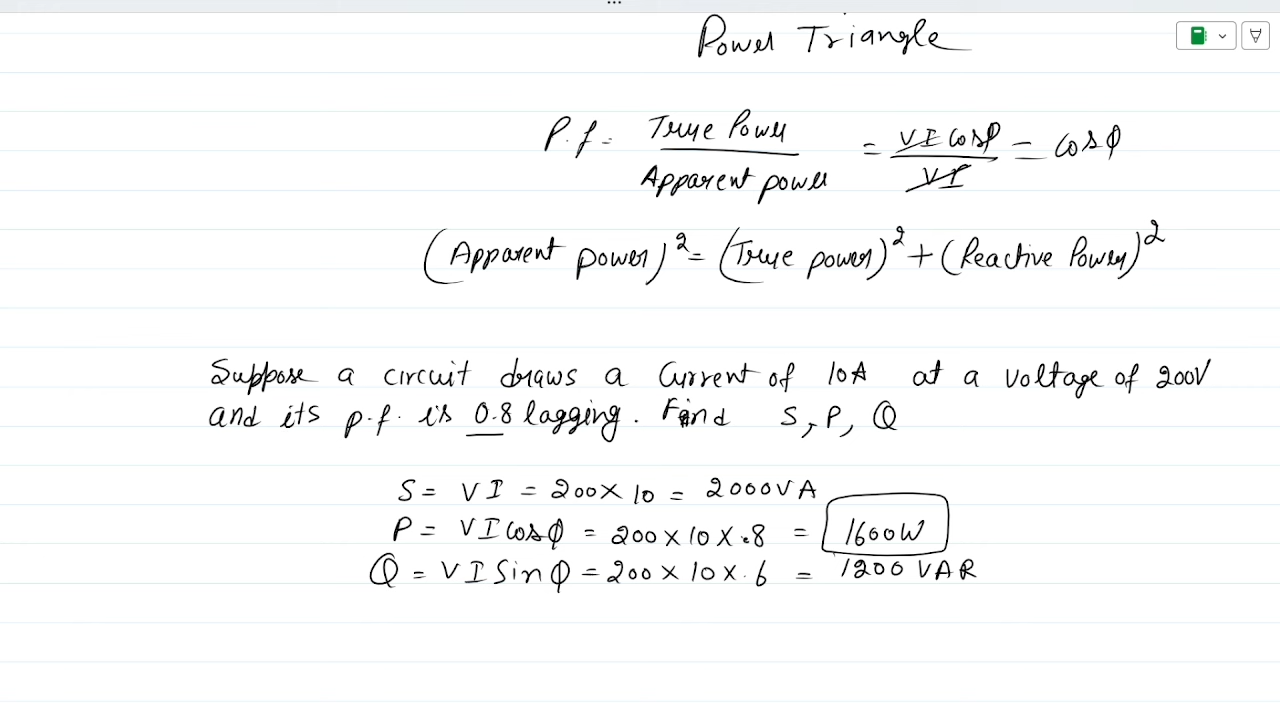 Power Triangle
P.f = True Power / Apparent power = VI cosφ / VI = cosφ
(Apparent power)² = (True power)² + (Reactive Power)²
Suppose a circuit draws a current of 10A at a voltage of 200V
and its p.f. is 0.8 lagging. Find S, P, Q
S = VI = 200 × 10 = 2000VA
P = VI cosφ = 200 × 10 × .8 = 1600W
Q = VI Sinφ = 200 × 10 × .6 = 1200 VAR